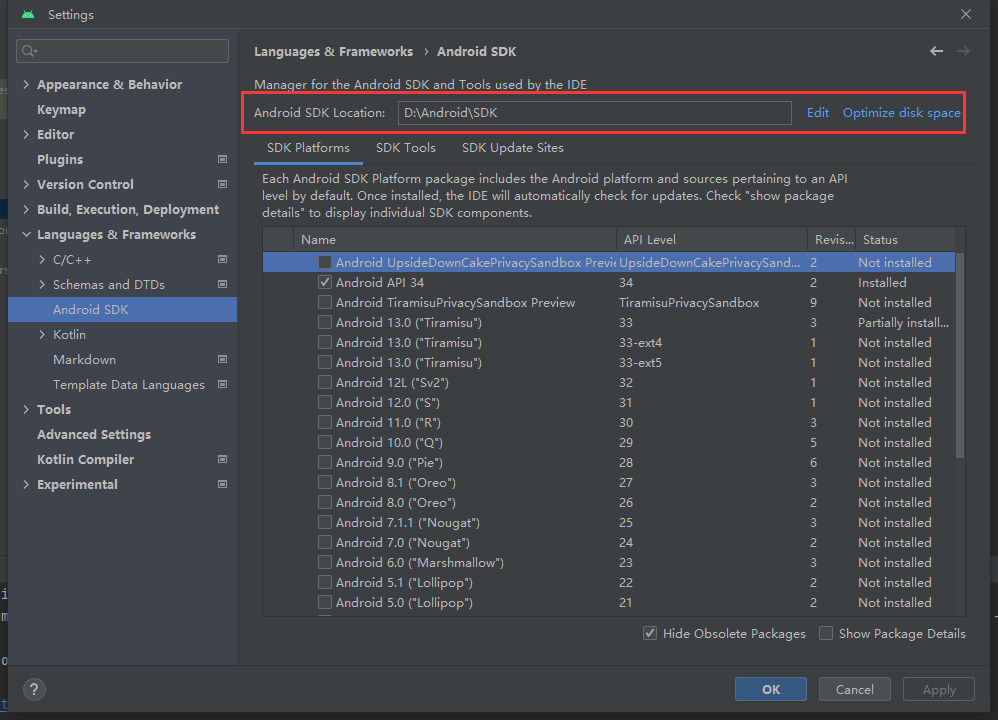 Settings
Appearance & Behavior
Keymap
Editor
Plugins
Version Control
Build, Execution, Deployment
Languages & Frameworks
C/C++
Schemas and DTDs
Android SDK
Kotlin
Markdown
Template Data Languages
Tools
Advanced Settings
Kotlin Compiler
Experimental
Languages & Frameworks › Android SDK
Manager for the Android SDK and Tools used by the IDE
Android SDK Location: D:\Android\SDK Edit Optimize disk space
SDK Platforms SDK Tools SDK Update Sites
Each Android SDK Platform package includes the Android platform and sources pertaining to an API
level by default. Once installed, the IDE will automatically check for updates. Check "show package
details" to display individual SDK components.
Name API Level Revis... Status
Android UpsideDownCakePrivacySandbox Previe UpsideDownCakePrivacySand... 2 Not installed
Android API 34 34 2 Installed
Android TiramisuPrivacySandbox Preview TiramisuPrivacySandbox 9 Not installed
Android 13.0 ("Tiramisu") 33 3 Partially install...
Android 13.0 ("Tiramisu") 33-ext4 1 Not installed
Android 13.0 ("Tiramisu") 33-ext5 1 Not installed
Android 12L ("Sv2") 32 1 Not installed
Android 12.0 ("S") 31 1 Not installed
Android 11.0 ("R") 30 3 Not installed
Android 10.0 ("Q") 29 5 Not installed
Android 9.0 ("Pie") 28 6 Not installed
Android 8.1 ("Oreo") 27 3 Not installed
Android 8.0 ("Oreo") 26 2 Not installed
Android 7.1.1 ("Nougat") 25 3 Not installed
Android 7.0 ("Nougat") 24 2 Not installed
Android 6.0 ("Marshmallow") 23 3 Not installed
Android 5.1 ("Lollipop") 22 2 Not installed
Android 5.0 ("Lollipop") 21 2 Not installed
Hide Obsolete Packages Show Package Details
? OK Cancel Apply